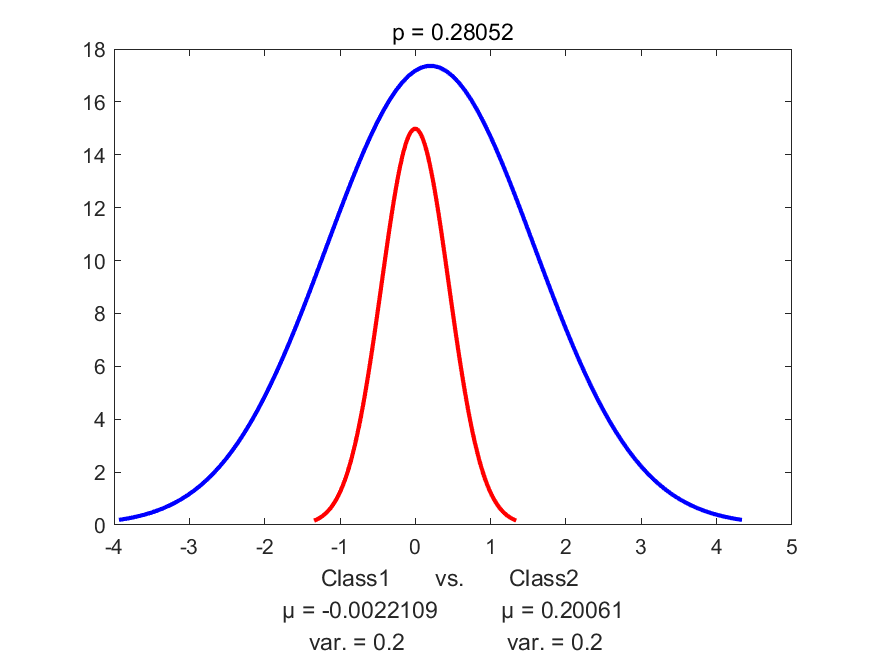 p = 0.28052
18
16
14
12
10
8
6
4
2
0
-4 -3 -2 -1 0 1 2 3 4 5
Class1 vs. Class2
μ = -0.0022109 μ = 0.20061
var. = 0.2 var. = 0.2